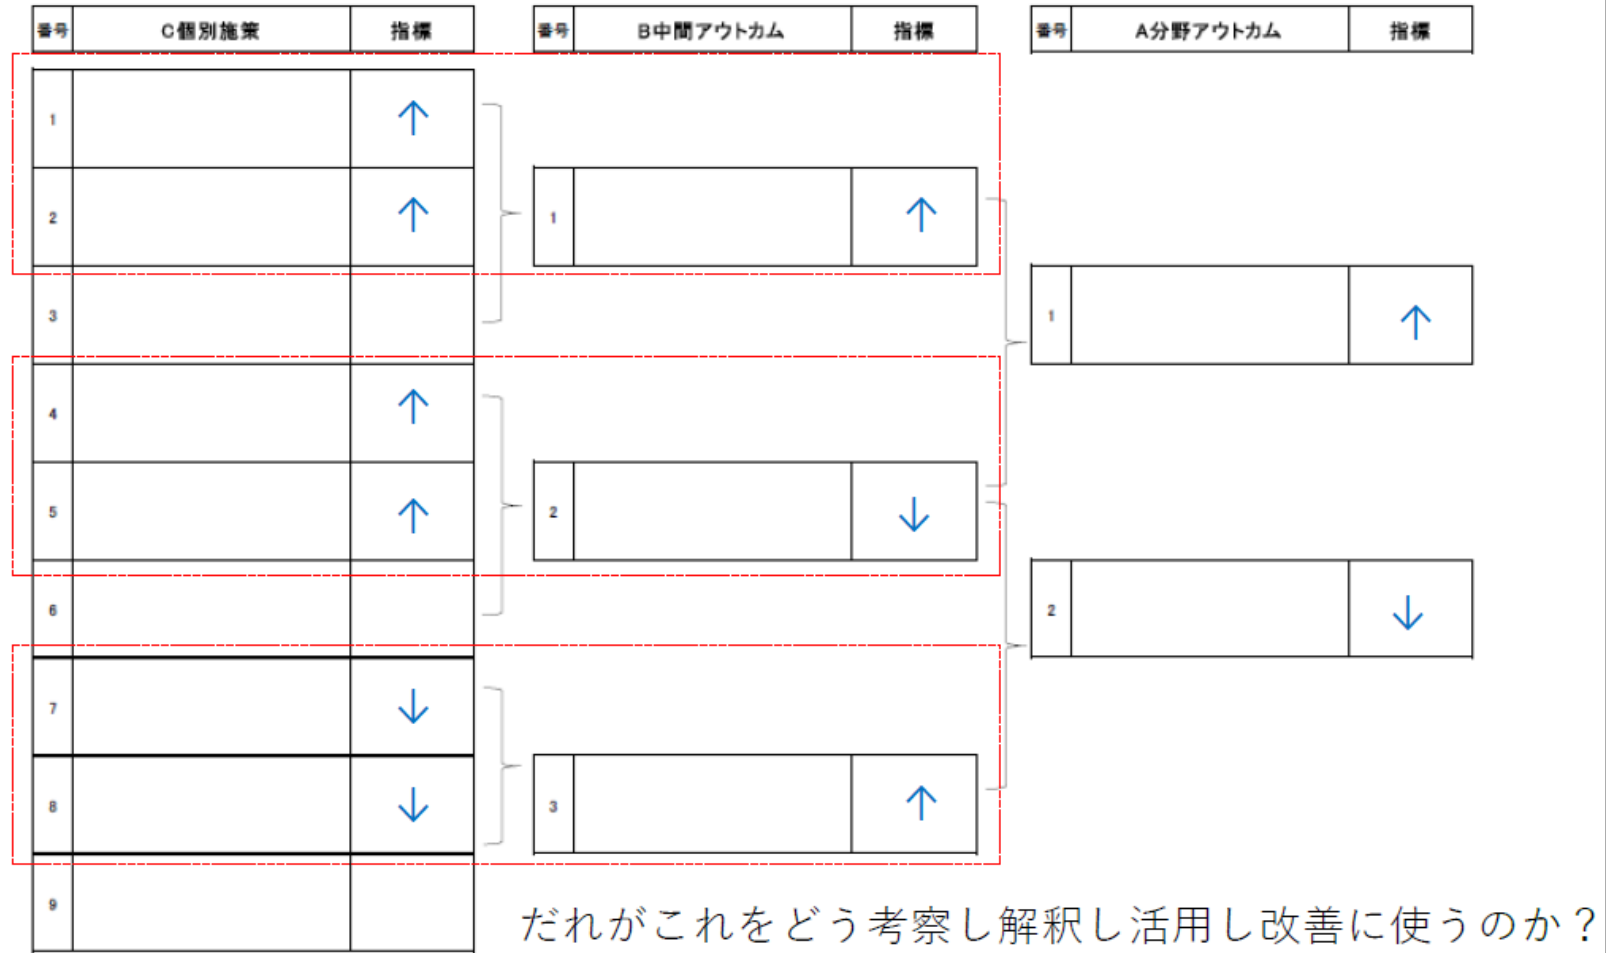 番号 C個別施策 指標 番号 B中間アウトカム 指標 番号 A分野アウトカム 指標
1 ↑
2 ↑ 1 ↑
3 1 ↑
4 ↑
5 ↑ 2 ↓
6 2 ↓
7 ↓
8 ↓ 3 ↑
9
だれがこれをどう考察し解釈し活用し改善に使うのか？